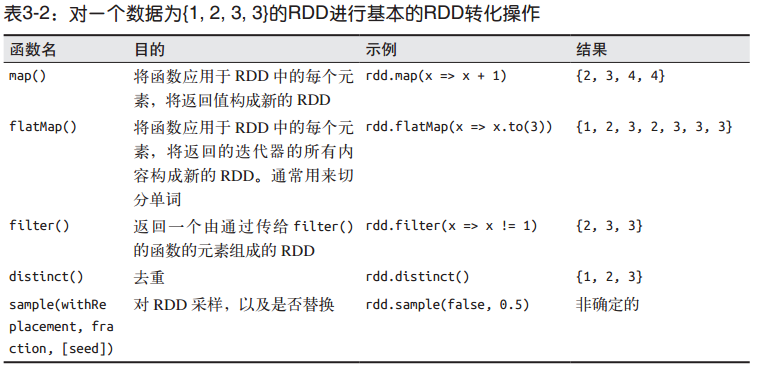 表3-2：对一个数据为{1, 2, 3, 3}的RDD进行基本的RDD转化操作
函数名 目的 示例 结果
map() 将函数应用于 RDD 中的每个元 rdd.map(x => x + 1) {2, 3, 4, 4}
素，将返回值构成新的 RDD
flatMap() 将函数应用于 RDD 中的每个元 rdd.flatMap(x => x.to(3)) {1, 2, 3, 2, 3, 3, 3}
素，将返回的迭代器的所有内
容构成新的 RDD。通常用来切
分单词
filter() 返回一个由通过传给 filter() rdd.filter(x => x != 1) {2, 3, 3}
的函数的元素组成的 RDD
distinct() 去重 rdd.distinct() {1, 2, 3}
sample(withRe 对 RDD 采样，以及是否替换 rdd.sample(false, 0.5) 非确定的
placement, fra
ction, [seed])